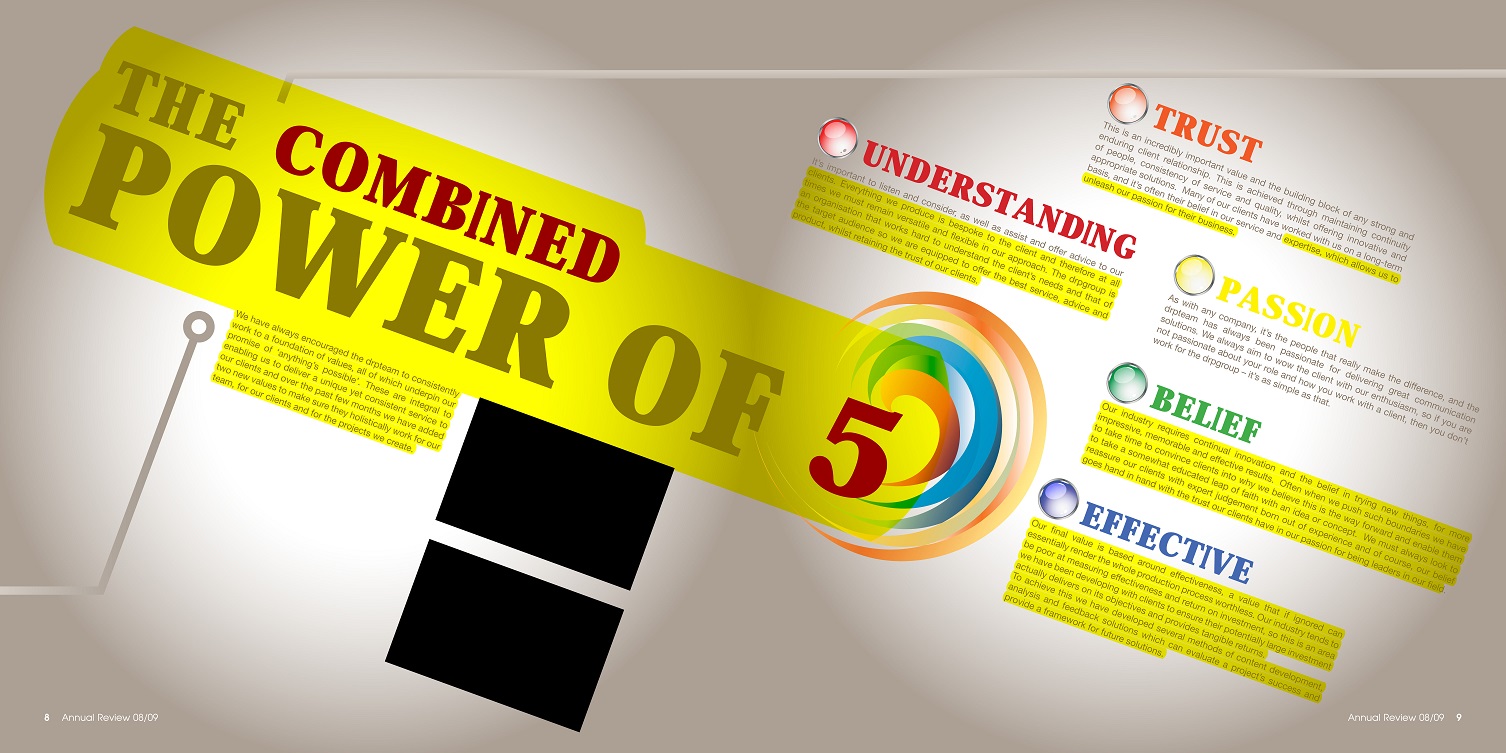 THE COMBINED
POWER OF 5
We have always encouraged the drpteam to consistently
work to a foundation of values, all of which underpin our
promise of 'anything's possible'. These are integral to
enabling us to deliver a unique yet consistent service to
our clients and over the past few months we have added
two new values to make sure they holistically work for our
team, for our clients and for the projects we create.
UNDERSTANDING
It's important to listen and consider, as well as assist and offer advice to our
clients. Everything we produce is bespoke to the client and therefore at all
times we must remain versatile and flexible in our approach. The drpgroup is
an organisation that works hard to understand the client's needs and that of
the target audience so we are equipped to offer the best service, advice and
product, whilst retaining the trust of our clients.
TRUST
This is an incredibly important value and the building block of any strong and
enduring client relationship. This is achieved through maintaining continuity
of people, consistency of service and quality, whilst offering innovative and
appropriate solutions. Many of our clients have worked with us on a long-term
basis, and it's often their belief in our service and expertise, which allows us to
unleash our passion for their business.
PASSION
As with any company, it's the people that really make the difference, and the
drpteam has always been passionate for delivering great communication
solutions. We always aim to wow the client with our enthusiasm, so if you are
not passionate about your role and how you work with a client, then you don't
work for the drpgroup – it's as simple as that.
BELIEF
Our industry requires continual innovation and the belief in trying new things, for more
impressive, memorable and effective results. Often when we push such boundaries we have
to take time to convince clients into why we believe this is the way forward and enable them
to take a somewhat educated leap of faith with an idea or concept. We must always look to
reassure our clients with expert judgement born out of experience and of course, our belief
goes hand in hand with the trust our clients have in our passion for being leaders in our field.
EFFECTIVE
Our final value is based around effectiveness, a value that if ignored can
essentially render the whole production process worthless. Our industry tends to
be poor at measuring effectiveness and return on investment, so this is an area
we have been developing with clients to ensure their potentially large investment
actually delivers on its objectives and provides tangible returns.
To achieve this we have developed several methods of content development,
analysis and feedback solutions which can evaluate a project's success and
provide a framework for future solutions.
8 Annual Review 08/09
Annual Review 08/09 9